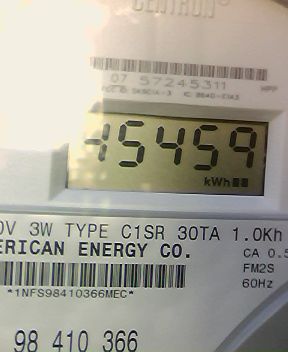 CENTRON
07 57245311 HPP
45459
kWh
0V 3W TYPE C1SR 30TA 1.0Kh
ERICAN ENERGY CO.
CA 0.5
FM2S
60Hz
*1NFS98410366MEC*
98 410 366